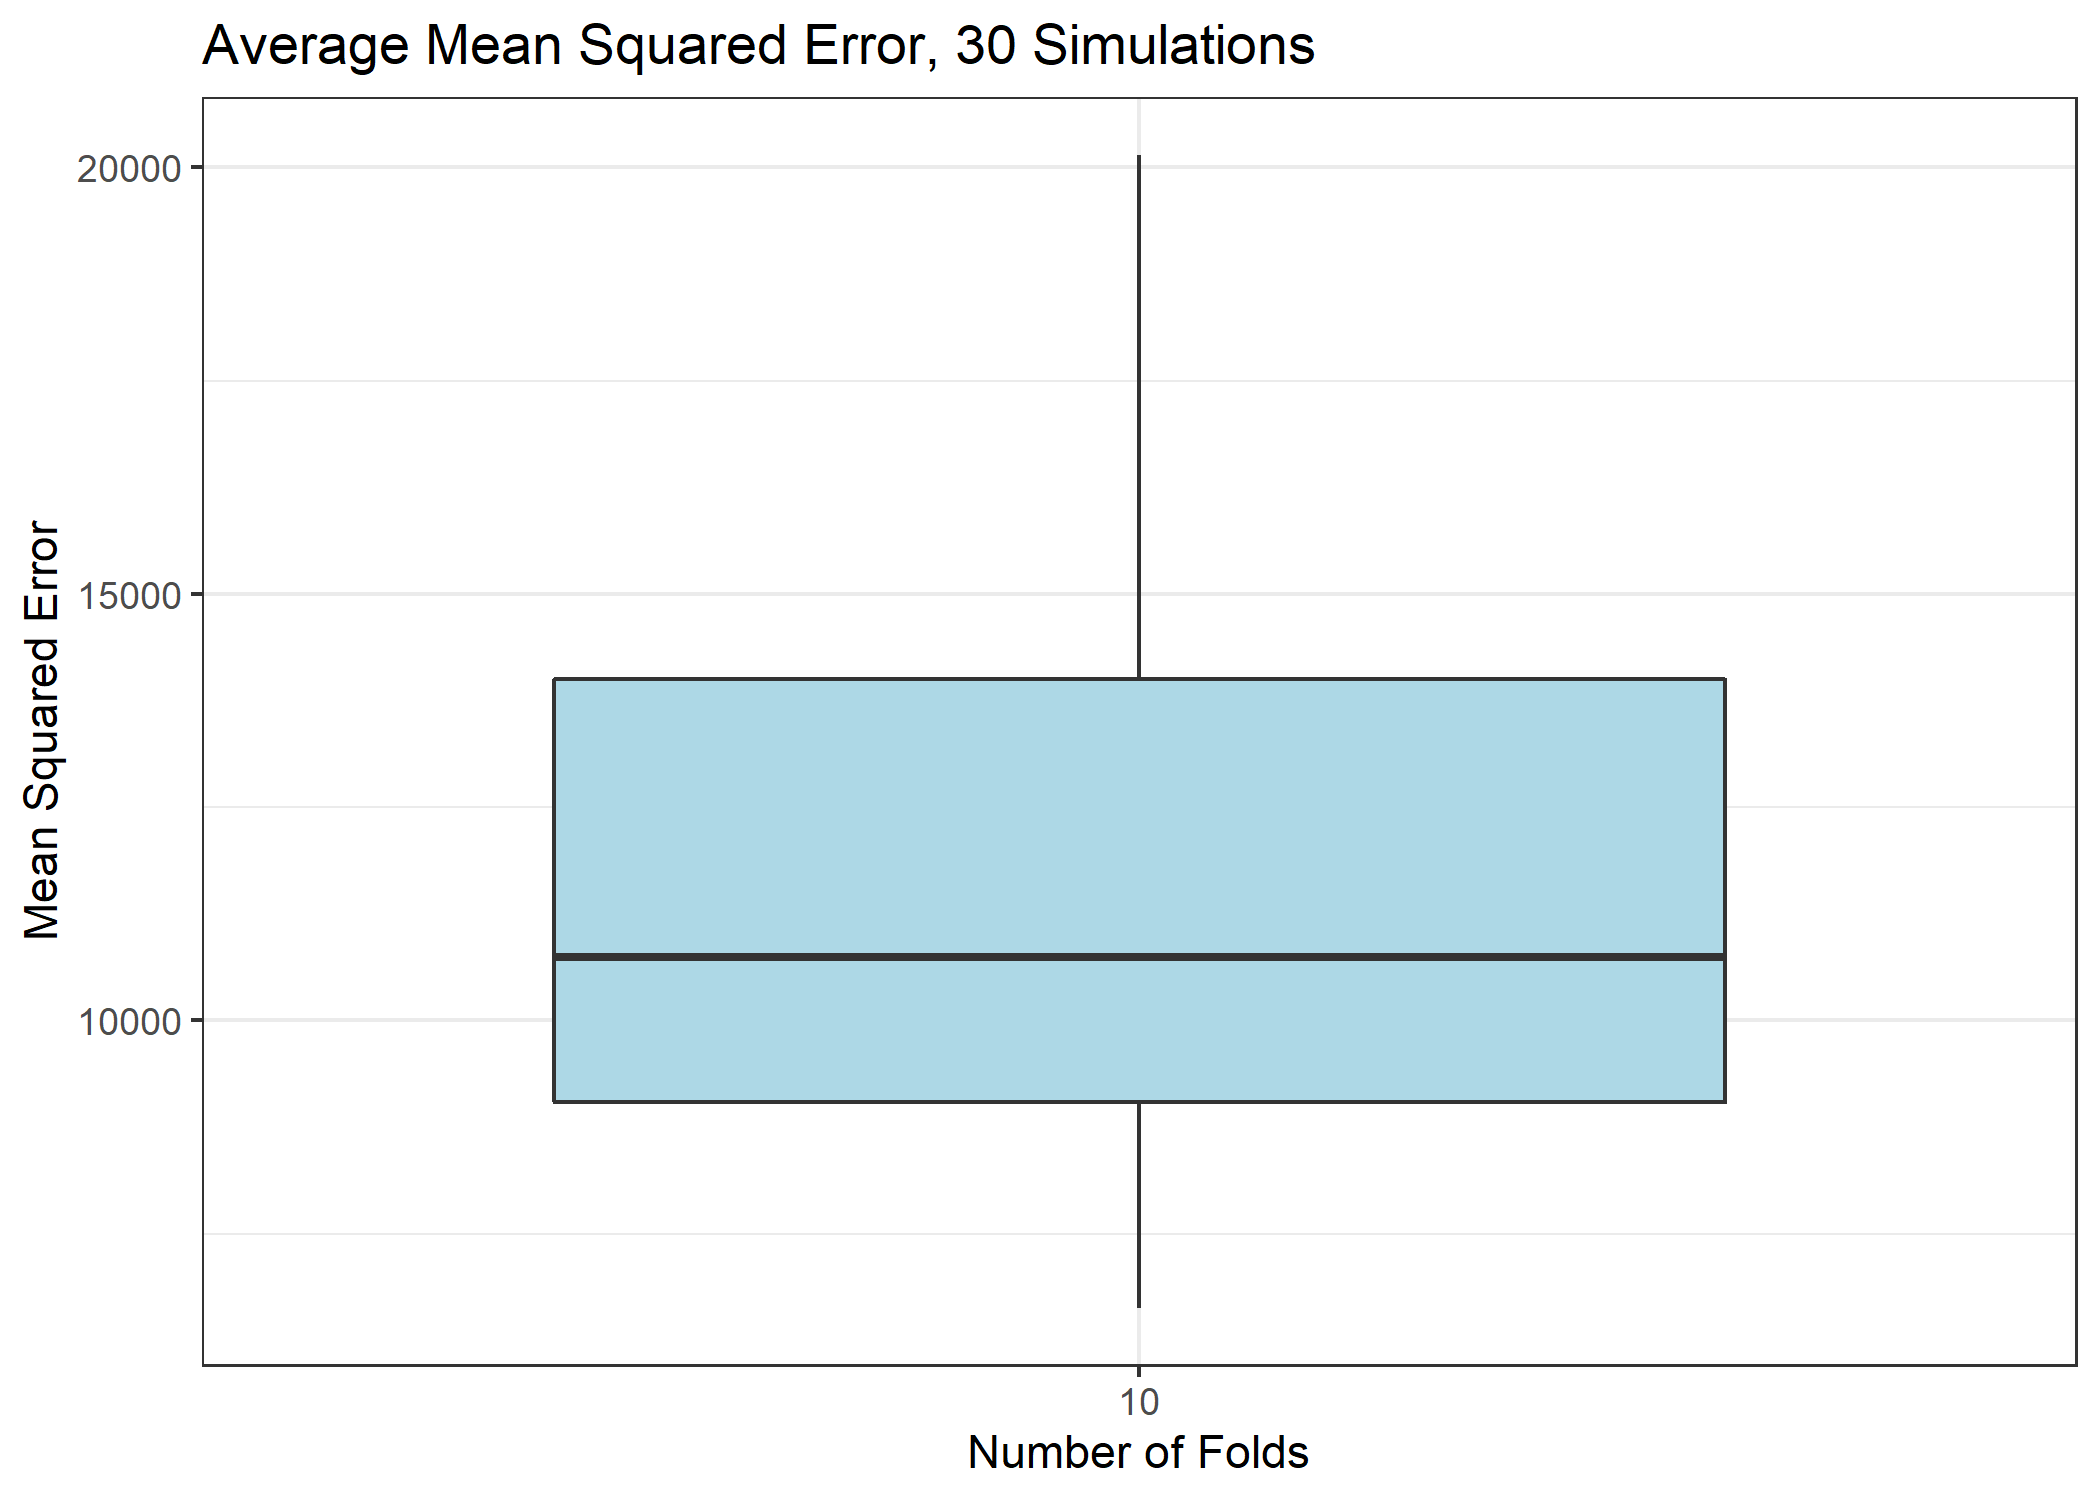 Average Mean Squared Error, 30 Simulations
Mean Squared Error
20000
15000
10000
10
Number of Folds